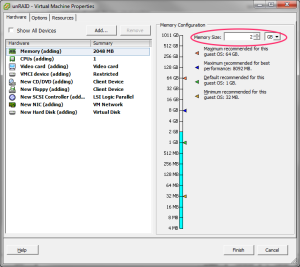 unRAID - Virtual Machine Properties
Hardware Options Resources
Show All Devices Add... Remove
Hardware Summary
Memory (adding) 2048 MB
CPUs (adding) 1
Video card (adding) Video card
VMCI device (adding) Restricted
New CD/DVD (adding) Client Device
New Floppy (adding) Client Device
New SCSI Controller (add... LSI Logic Parallel
New NIC (adding) VM Network
New Hard Disk (adding) Virtual Disk
Memory Configuration
Memory Size: 2 GB
1011 GB
512 GB
256 GB
128 GB
64 GB
32 GB
16 GB
8 GB
4 GB
2 GB
1 GB
512 MB
256 MB
128 MB
64 MB
32 MB
16 MB
8 MB
4 MB
Maximum recommended for this
guest OS: 64 GB.
Maximum recommended for best
performance: 8092 MB.
Default recommended for this
guest OS: 1 GB.
Minimum recommended for this
guest OS: 32 MB.
Help Finish Cancel